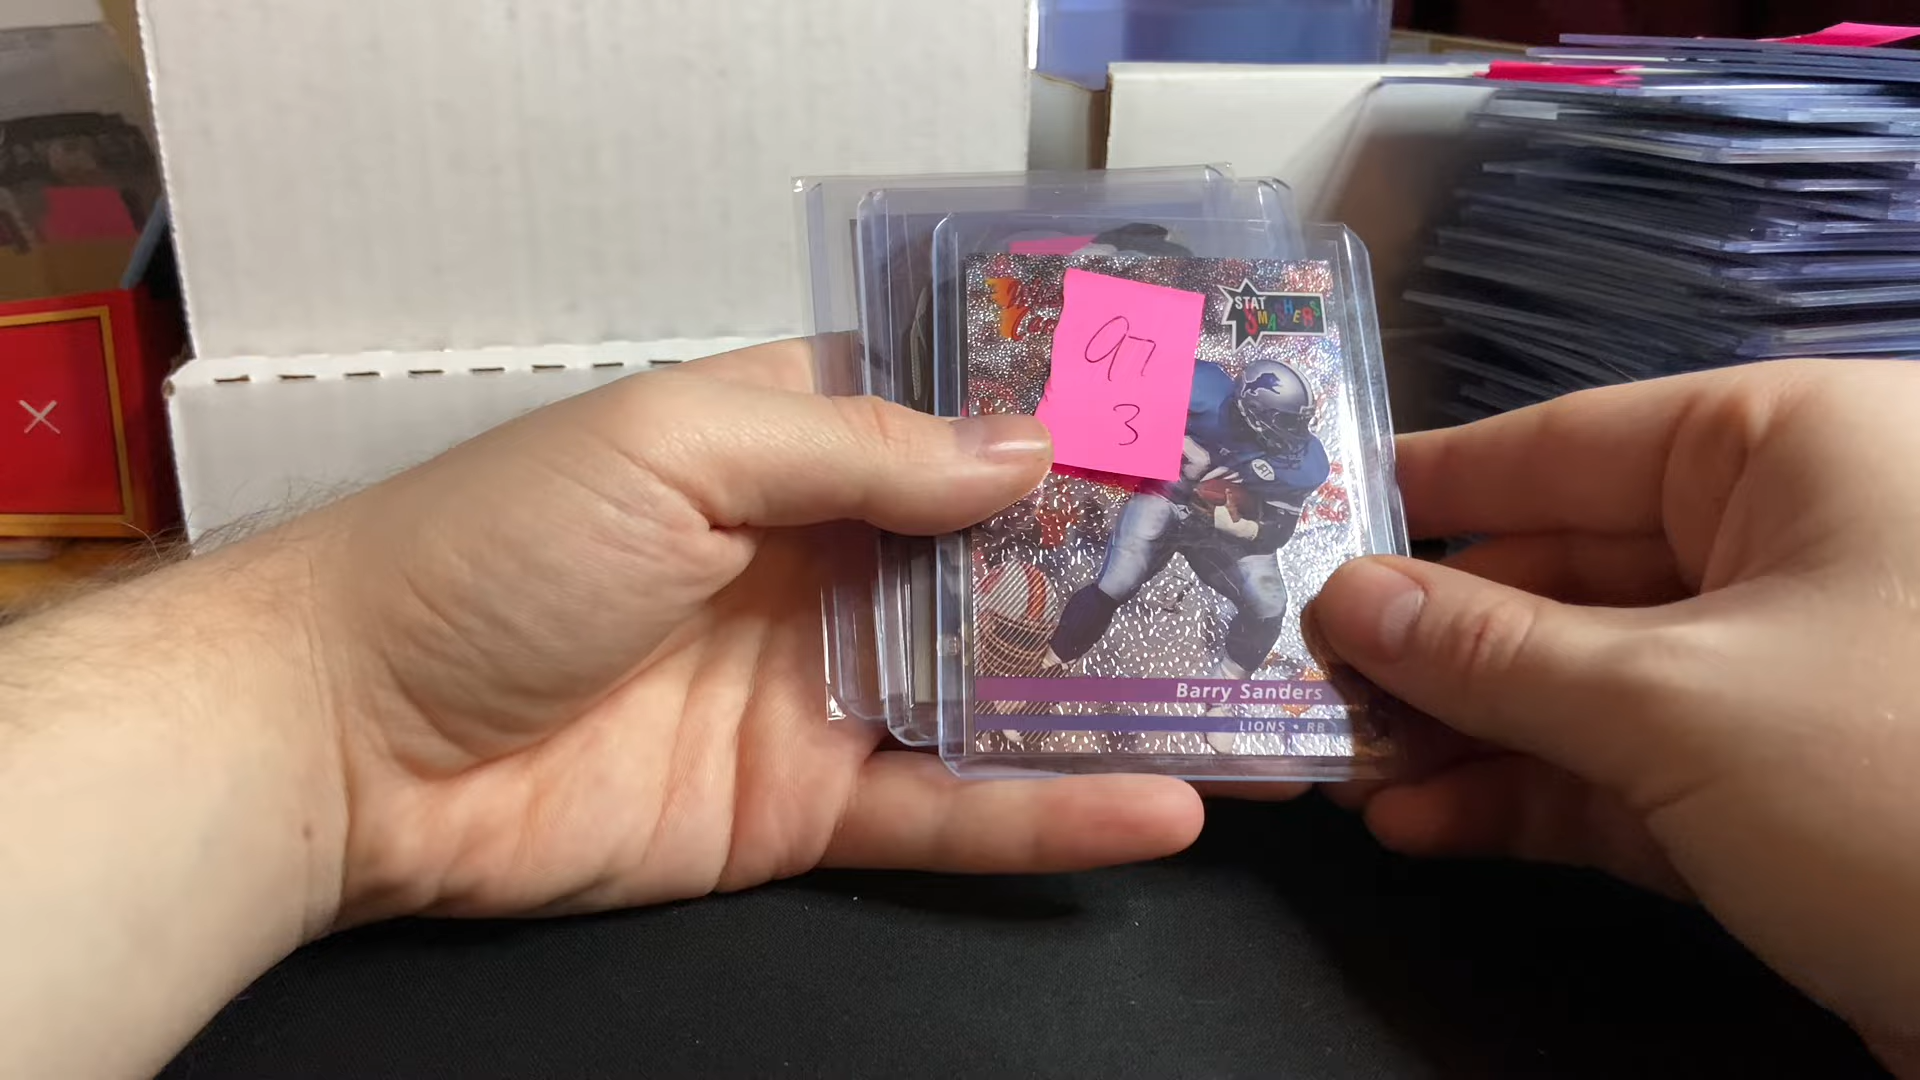 STAT
SMASHERS
97
3
Barry Sanders
LIONS • RB